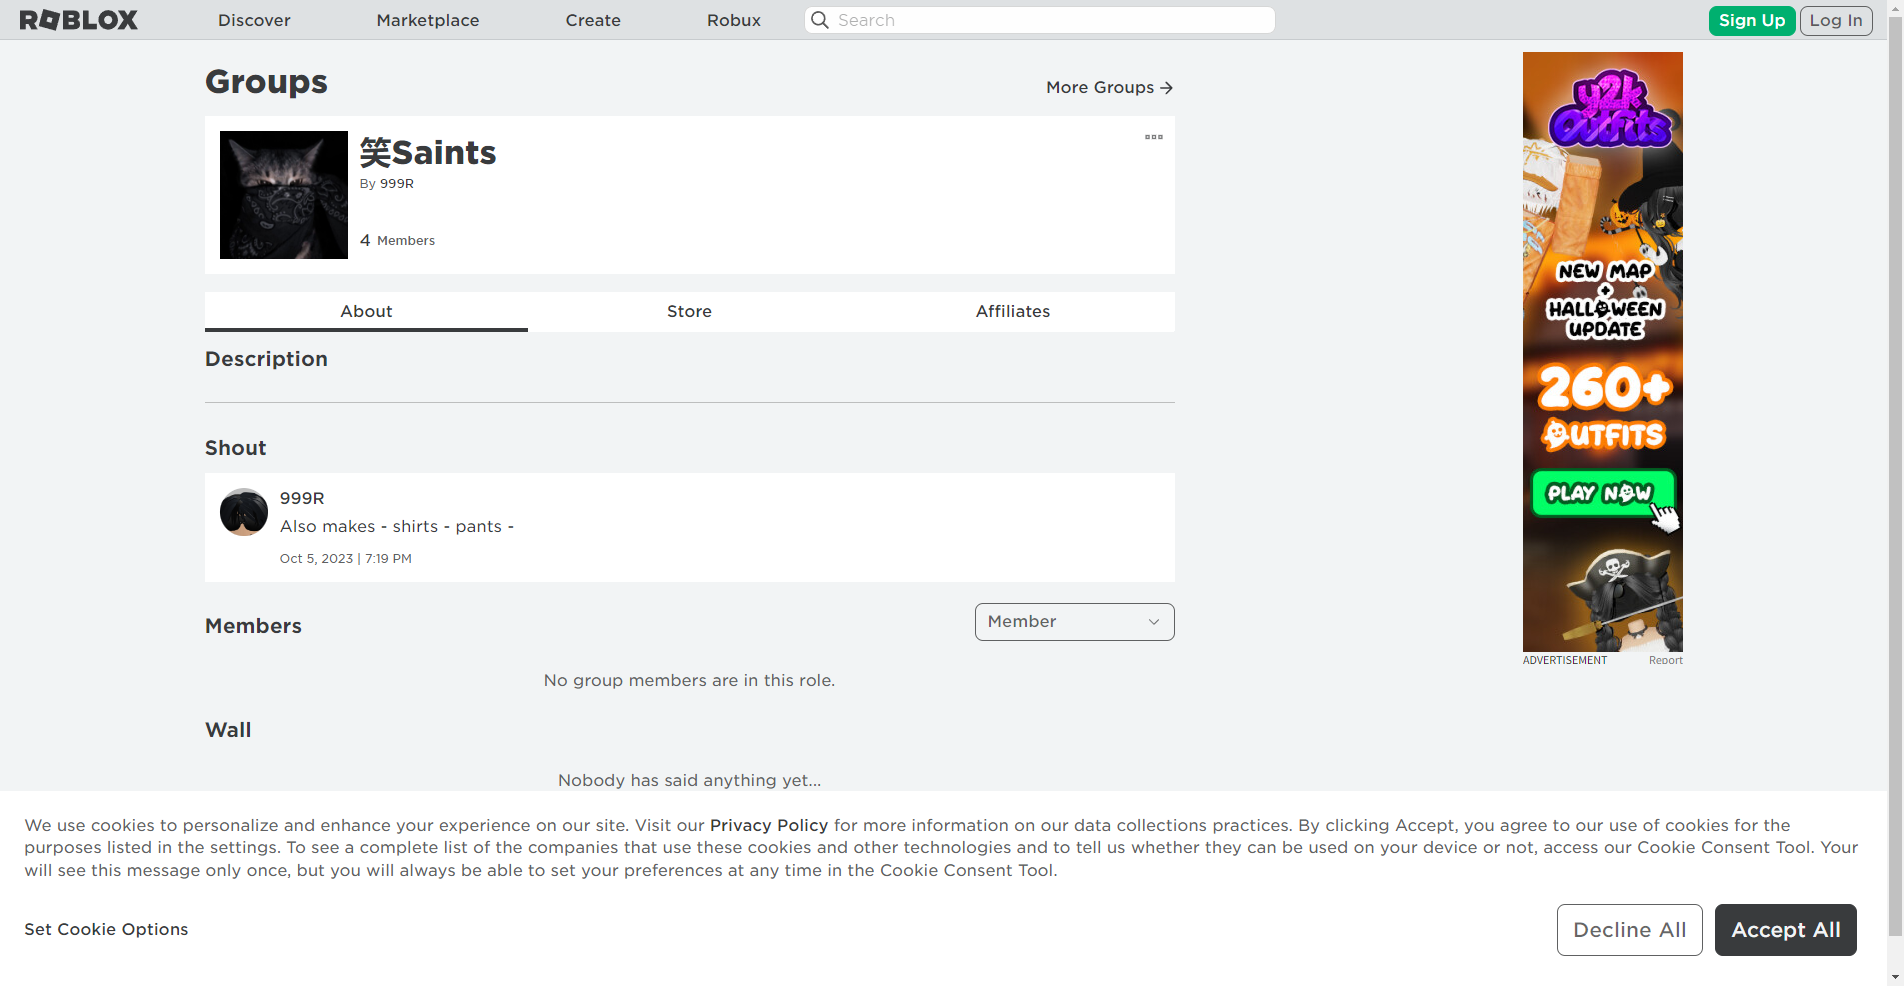 ROBLOX
Discover
Marketplace
Create
Robux
Search
Sign Up
Log In
Groups
More Groups
笑Saints
By 999R
4 Members
About
Store
Affiliates
Description
Shout
999R
Also makes - shirts - pants -
Oct 5, 2023 | 7:19 PM
Members
Member
No group members are in this role.
Wall
Nobody has said anything yet...
y2k
Outfits
NEW MAP
+
HALLOWEEN
UPDATE
260+
OUTFITS
PLAY NOW
ADVERTISEMENT
Report
We use cookies to personalize and enhance your experience on our site. Visit our Privacy Policy for more information on our data collections practices. By clicking Accept, you agree to our use of cookies for the
purposes listed in the settings. To see a complete list of the companies that use these cookies and other technologies and to tell us whether they can be used on your device or not, access our Cookie Consent Tool. Your
will see this message only once, but you will always be able to set your preferences at any time in the Cookie Consent Tool.
Set Cookie Options
Decline All
Accept All